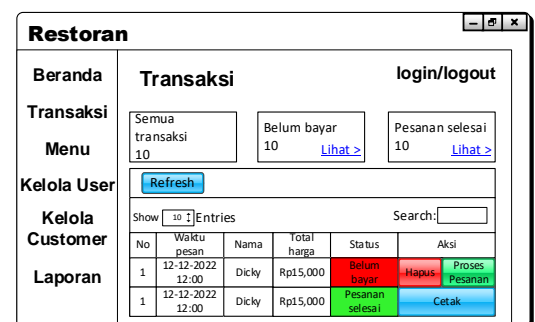 Restoran
Beranda
Transaksi
Menu
Kelola User
Kelola
Customer
Laporan
Transaksi
login/logout
Semua
transaksi
10
Belum bayar
10 Lihat >
Pesanan selesai
10 Lihat >
Refresh
Show 10 Entries
Search:
No Waktu pesan Nama Total harga Status Aksi
1 12-12-2022 12:00 Dicky Rp15,000 Belum bayar Hapus Proses Pesanan
1 12-12-2022 12:00 Dicky Rp15,000 Pesanan selesai Cetak